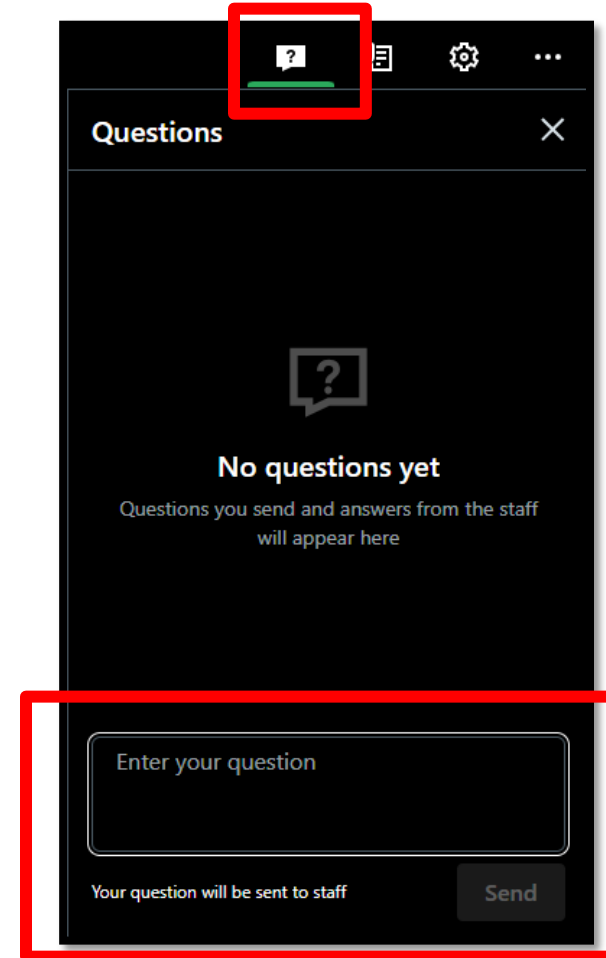 ?
Questions
?
No questions yet
Questions you send and answers from the staff
will appear here
Enter your question
Your question will be sent to staff
Send